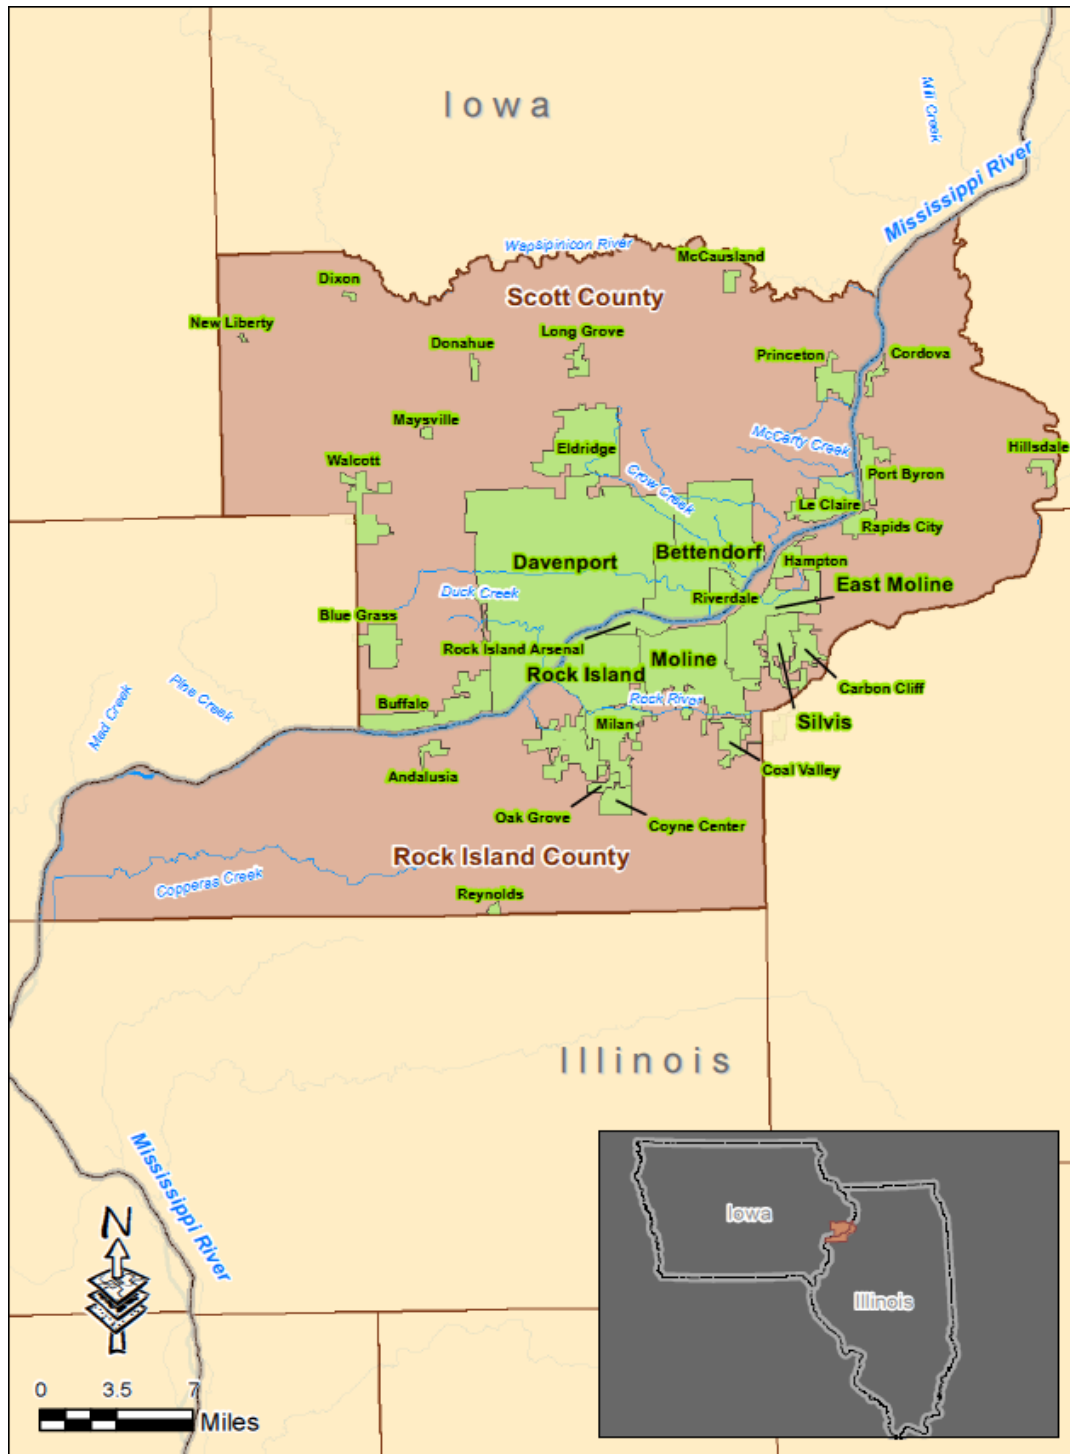 Iowa
Mill Creek
Mississippi River
Wapsipinicon River
McCausland
Dixon
Scott County
New Liberty
Donahue
Long Grove
Princeton
Cordova
Maysville
McCarty Creek
Eldridge
Hillsdale
Walcott
Crow Creek
Port Byron
Le Claire
Rapids City
Davenport
Bettendorf
Hampton
East Moline
Duck Creek
Riverdale
Blue Grass
Rock Island Arsenal
Moline
Rock Island
Carbon Cliff
Pine Creek
Mad Creek
Buffalo
Rock River
Milan
Silvis
Andalusia
Coal Valley
Oak Grove
Coyne Center
Rock Island County
Copperas Creek
Reynolds
Illinois
Mississippi River
N
0 3.5 7
Miles
Iowa
Illinois